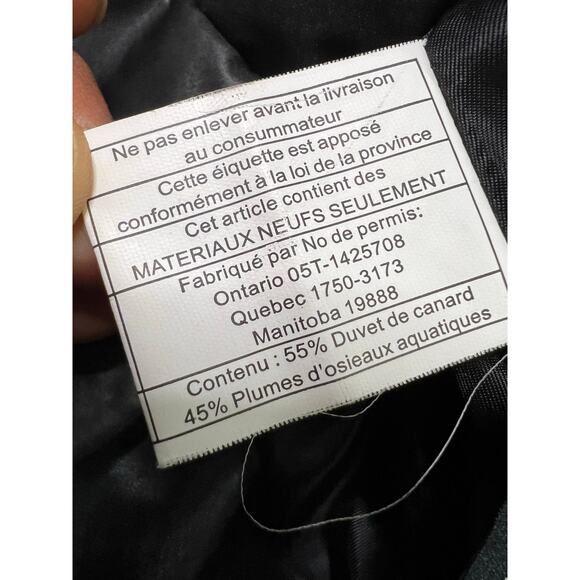 Ne pas enlever avant la livraison
au consummateur
Cette éiquette est apposé
conformément à la loi de la province
Cet article contient des
MATERIAUX NEUFS SEULEMENT
Fabriqué par No de permis:
Ontario 05T-1425708
Quebec 1750-3173
Manitoba 19888
Contenu : 55% Duvet de canard
45% Plumes d'osieaux aquatiques